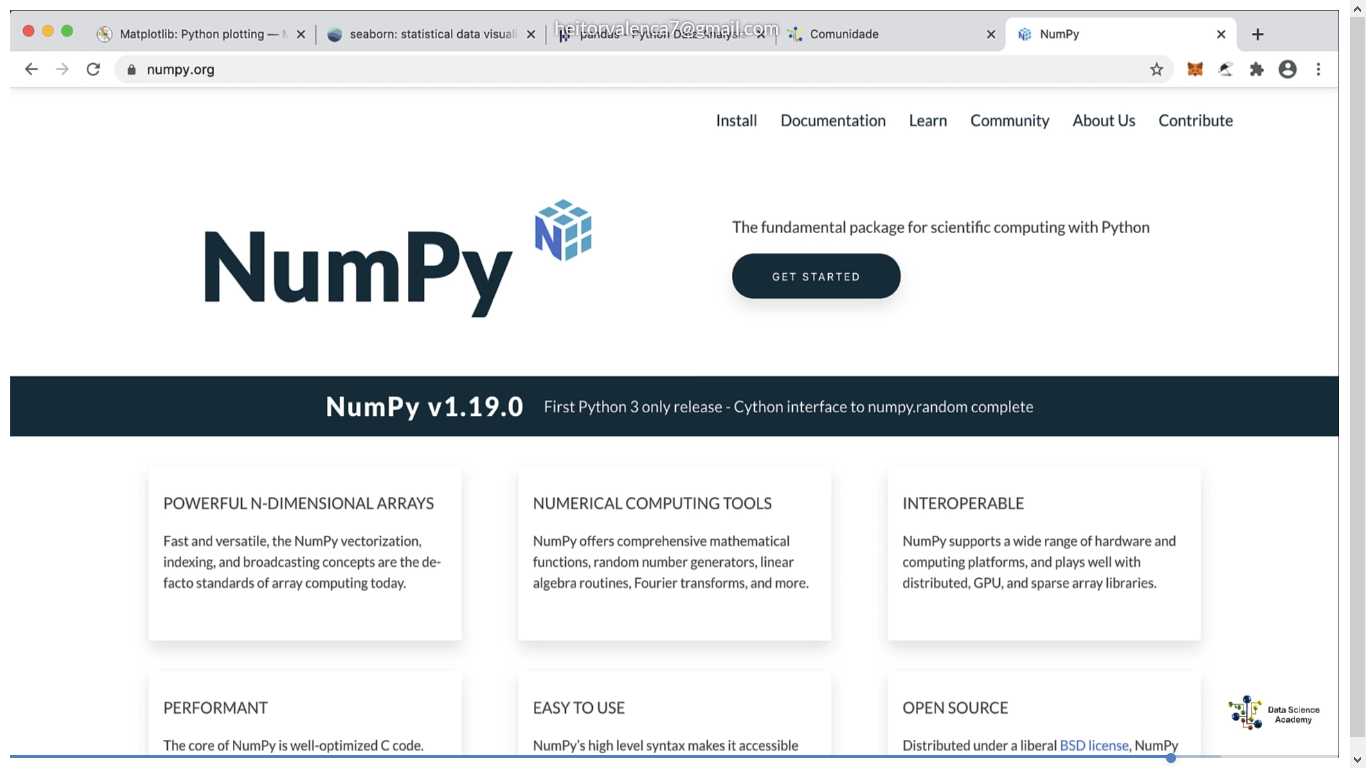 Matplotlib: Python plotting —
seaborn: statistical data visuali
heitorvalenca7@gmail.com
pandas - Python Data Analysis
Comunidade
NumPy
numpy.org
Install Documentation Learn Community About Us Contribute
NumPy
The fundamental package for scientific computing with Python
GET STARTED
NumPy v1.19.0 First Python 3 only release - Cython interface to numpy.random complete
POWERFUL N-DIMENSIONAL ARRAYS
Fast and versatile, the NumPy vectorization,
indexing, and broadcasting concepts are the de-
facto standards of array computing today.
NUMERICAL COMPUTING TOOLS
NumPy offers comprehensive mathematical
functions, random number generators, linear
algebra routines, Fourier transforms, and more.
INTEROPERABLE
NumPy supports a wide range of hardware and
computing platforms, and plays well with
distributed, GPU, and sparse array libraries.
PERFORMANT
The core of NumPy is well-optimized C code.
EASY TO USE
NumPy's high level syntax makes it accessible
OPEN SOURCE
Distributed under a liberal BSD license, NumPy
Data Science
Academy